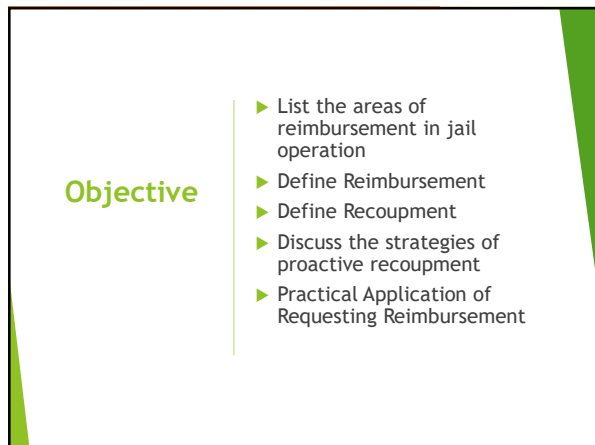 Objective
▶ List the areas of
reimbursement in jail
operation
▶ Define Reimbursement
▶ Define Recoupment
▶ Discuss the strategies of
proactive recoupment
▶ Practical Application of
Requesting Reimbursement